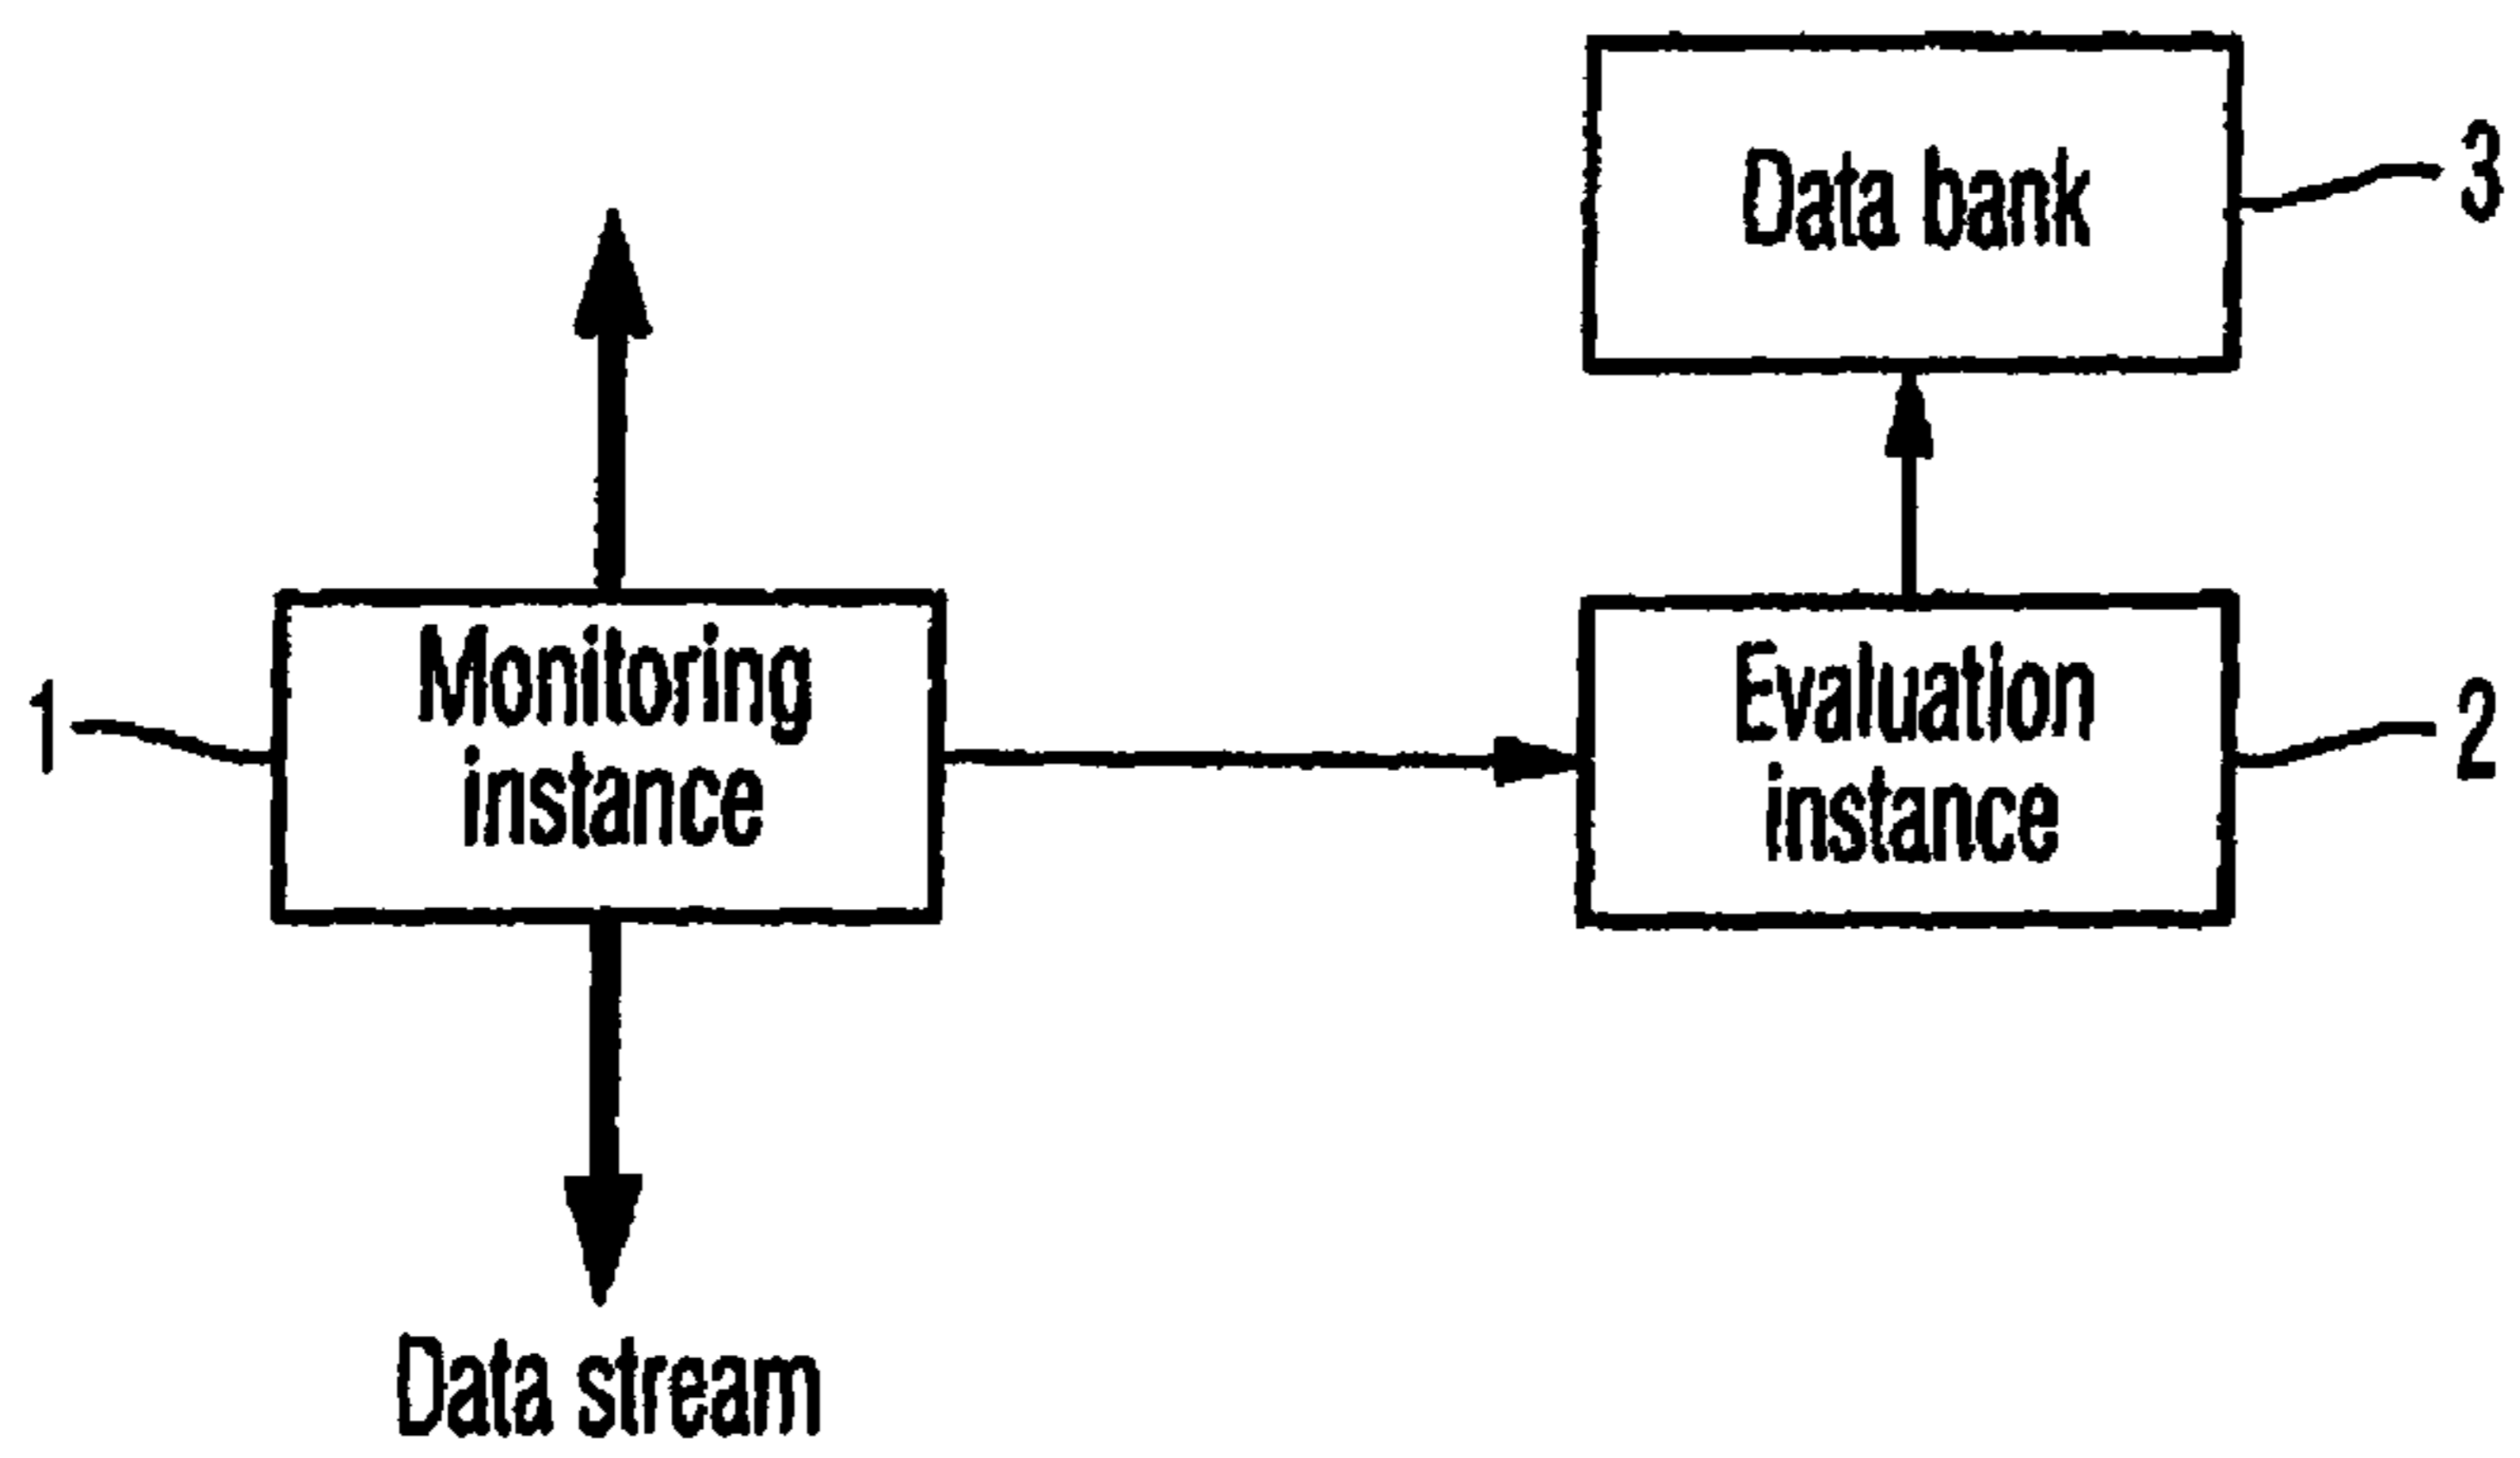 Data bank
3
1
Monitoring
instance
Evaluation
instance
2
Data stream